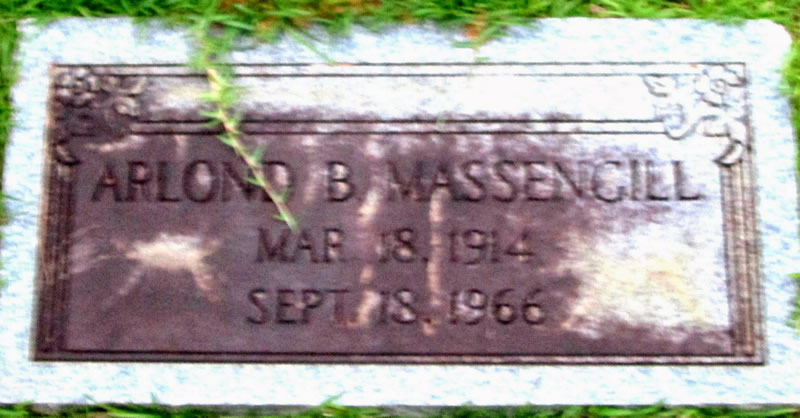 ARLOND B. MASSENGILL
MAR. 18, 1914
SEPT. 18, 1966